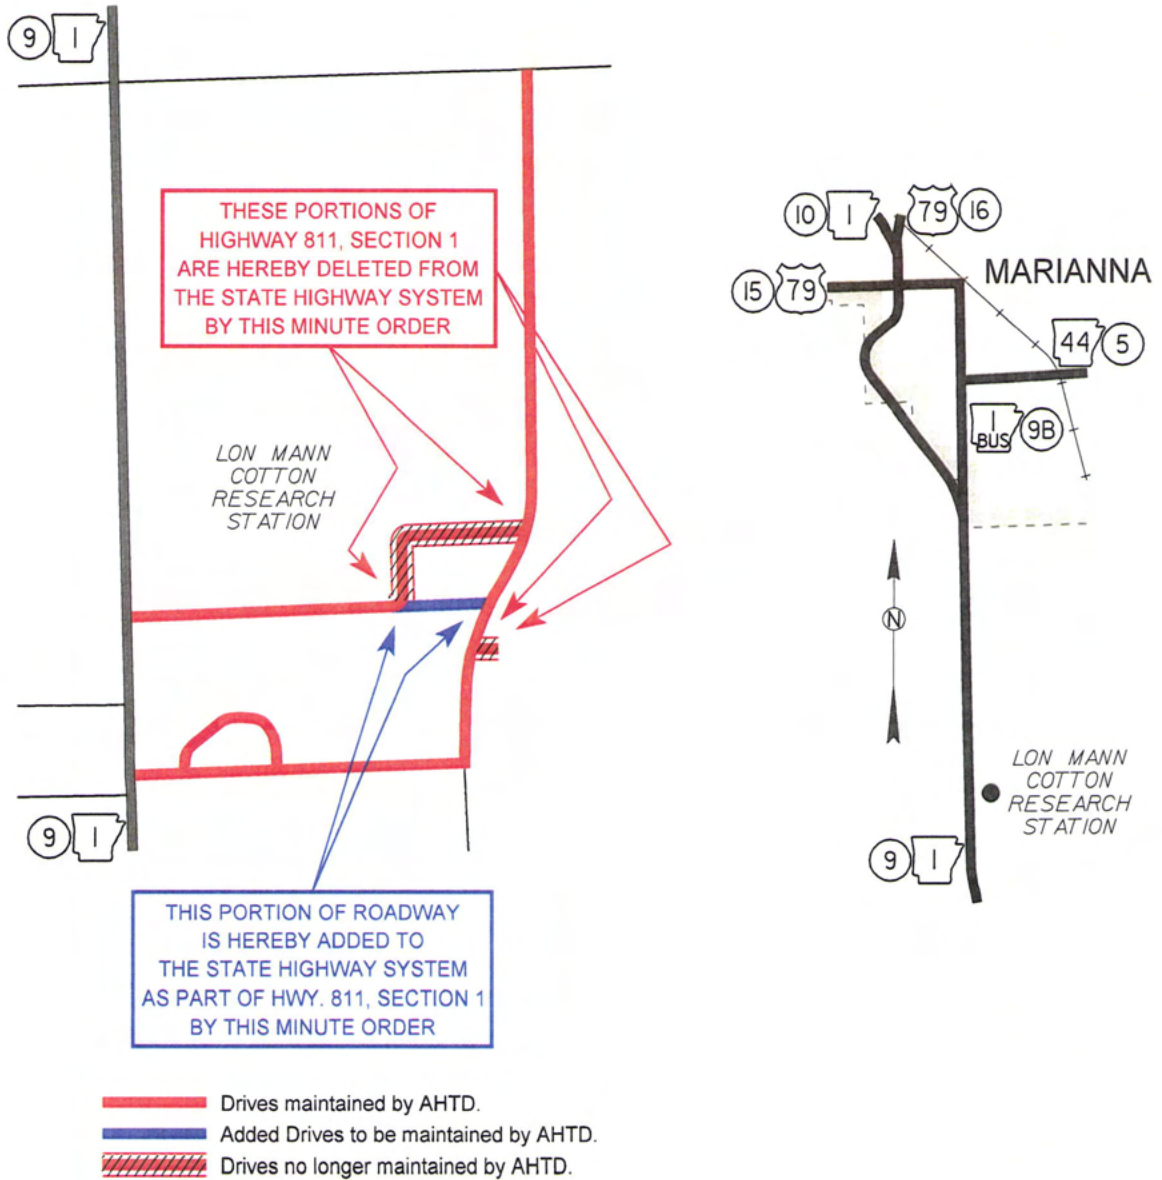 9 1
THESE PORTIONS OF
HIGHWAY 811, SECTION 1
ARE HEREBY DELETED FROM
THE STATE HIGHWAY SYSTEM
BY THIS MINUTE ORDER
LON MANN
COTTON
RESEARCH
STATION
9 1
THIS PORTION OF ROADWAY
IS HEREBY ADDED TO
THE STATE HIGHWAY SYSTEM
AS PART OF HWY. 811, SECTION 1
BY THIS MINUTE ORDER
Drives maintained by AHTD.
Added Drives to be maintained by AHTD.
Drives no longer maintained by AHTD.
10 1 79 16
MARIANNA
15 79
44 5
1
BUS 9B
N
LON MANN
COTTON
RESEARCH
STATION
9 1